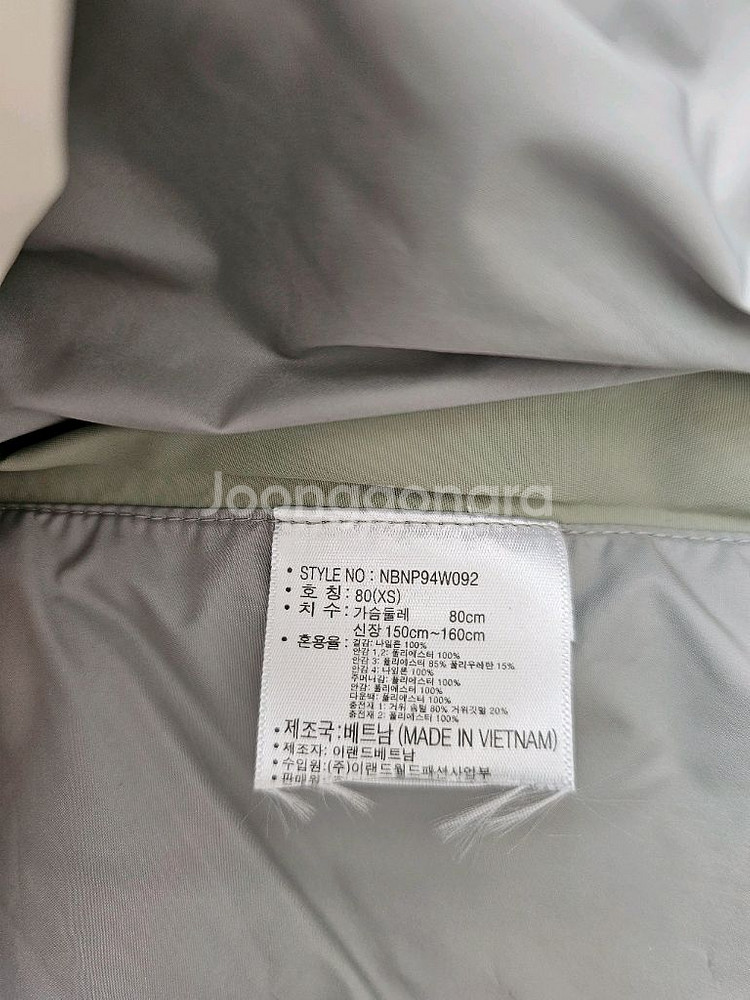 Joonggongra
• STYLE NO : NBNP94W092
• 호 칭 : 80(XS)
• 치 수 : 가슴둘레 80cm
신장 150cm~160cm
• 혼용율 : 겉감: 나일론 100%
안감 1,2: 폴리에스터 100%
안감 3: 폴리에스터 85% 폴리우레탄 15%
안감 4: 나일론 100%
주머니감: 폴리에스터 100%
안감: 폴리에스터 100%
다운백: 폴리에스터 100%
충전재 1: 거위 솜털 80% 거위깃털 20%
충전재 2: 폴리에스터 100%
• 제조국: 베트남 (MADE IN VIETNAM)
• 제조자: 이랜드베트남
• 수입원:(주)이랜드월드패션사업부
• 판매원: